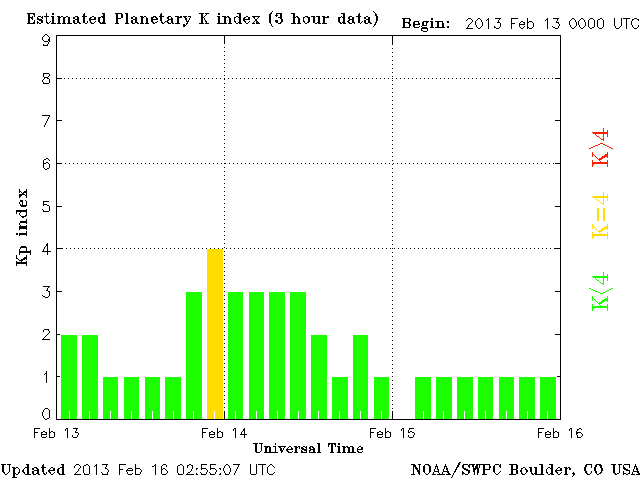 Estimated Planetary K index (3 hour data)
Begin: 2013 Feb 13 0000 UTC
9
8
7
6
5
4
3
2
1
0
Kp index
K>4
K=4
K<4
Feb 13
Feb 14
Feb 15
Feb 16
Universal Time
Updated 2013 Feb 16 02:55:07 UTC
NOAA/SWPC Boulder, CO USA